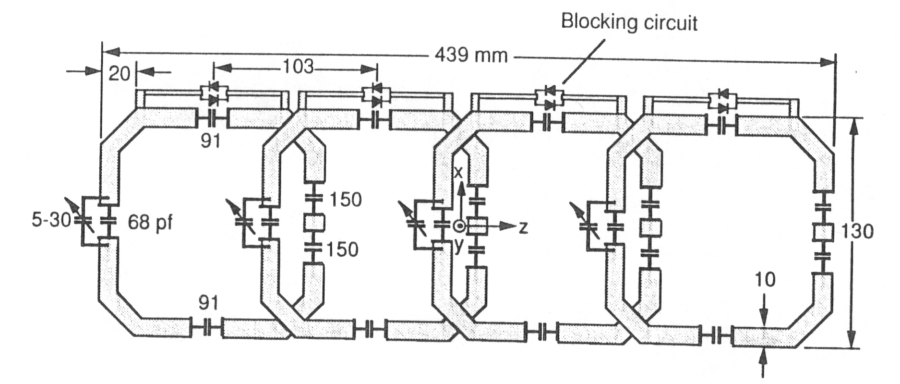 Blocking circuit
439 mm
20
103
91
150
x
5-30
68 pf
z
y
150
130
10
91